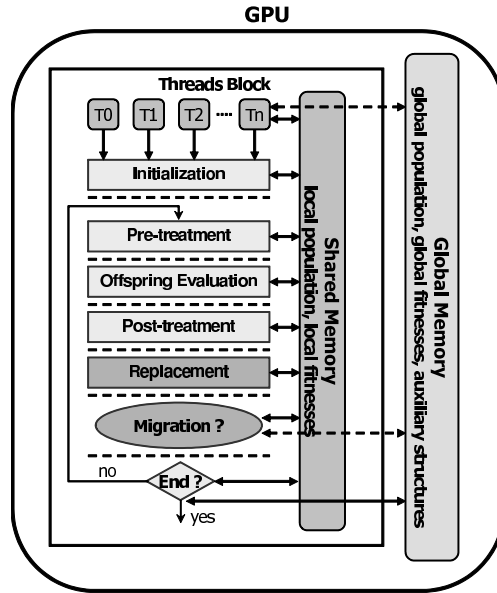 GPU
Threads Block
T0 T1 T2 .... Tn
Initialization
Pre-treatment
Offspring Evaluation
Post-treatment
Replacement
Migration ?
no
End ?
yes
Shared Memory
local population, local fitnesses
Global Memory
global population, global fitnesses, auxiliary structures